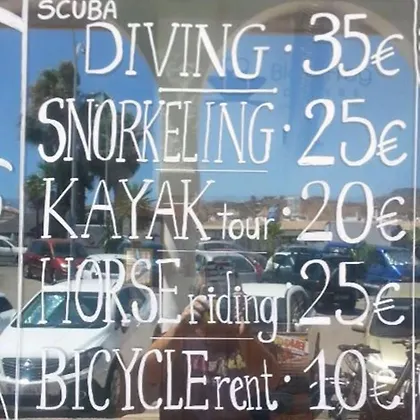 SCUBA
DIVING · 35€
SNORKELING · 25€
KAYAK tour · 20€
HORSE riding · 25€
BICYCLE rent · 10€